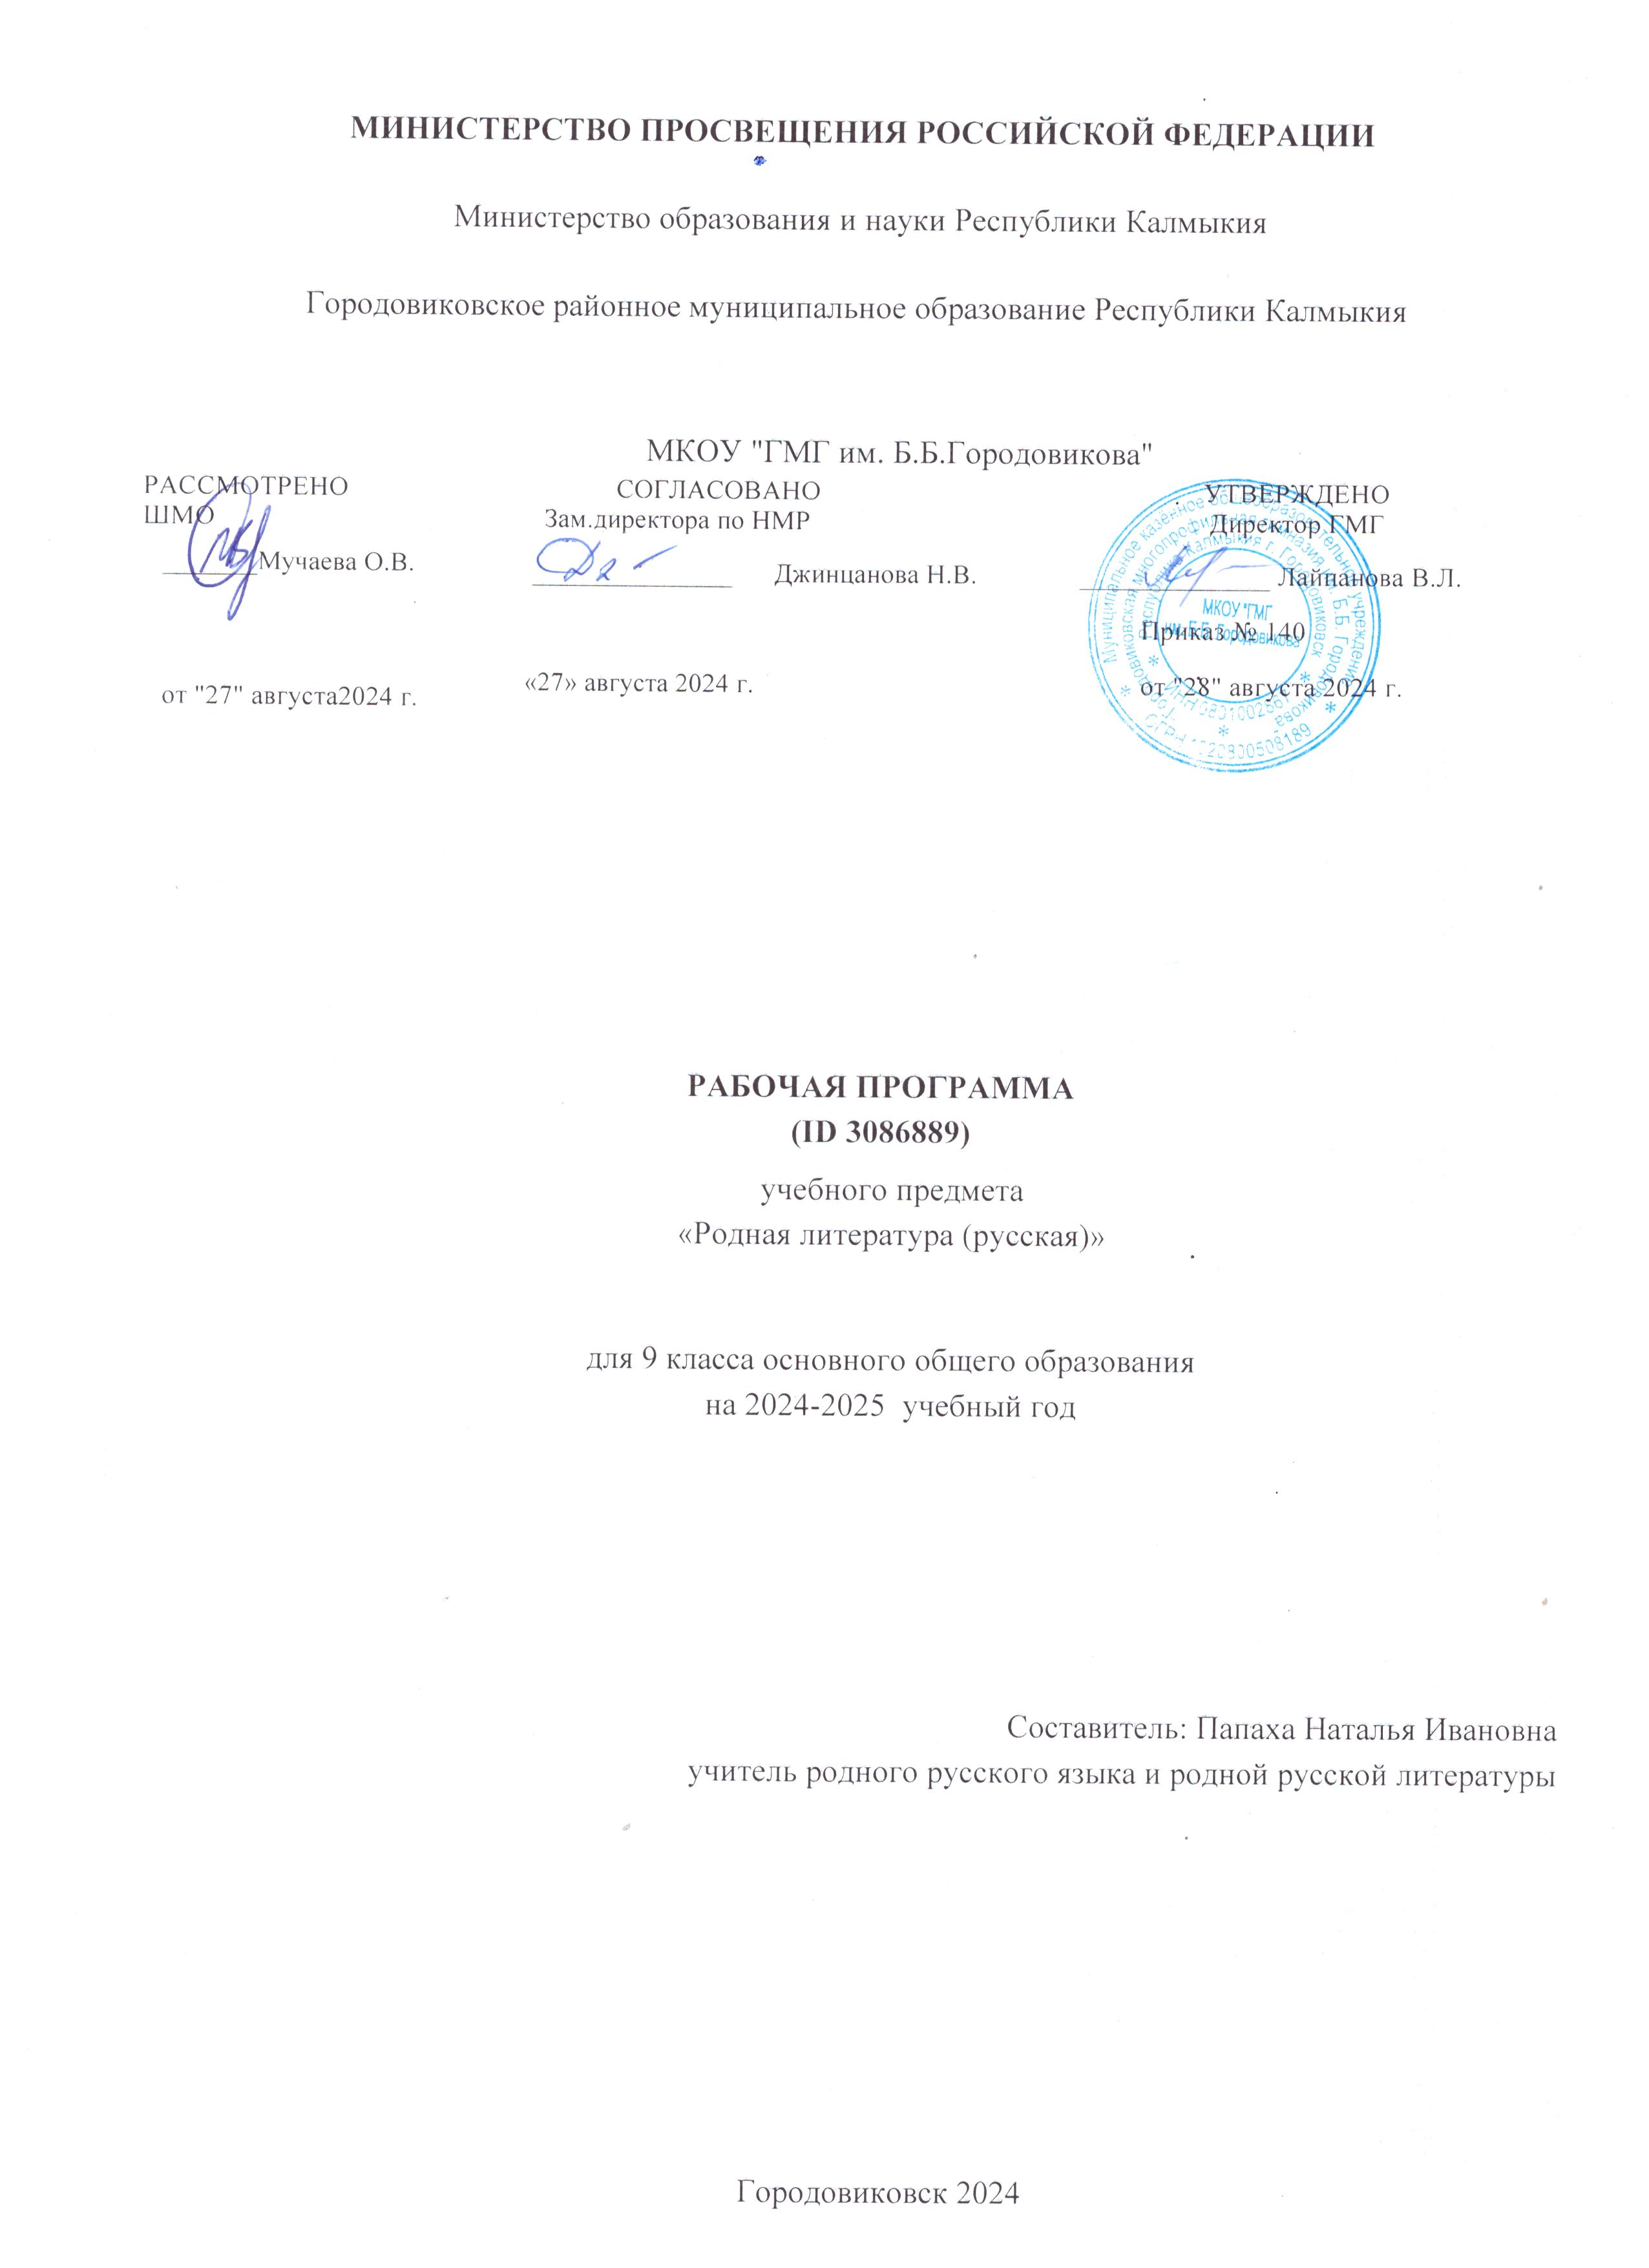 МИНИСТЕРСТВО ПРОСВЕЩЕНИЯ РОССИЙСКОЙ ФЕДЕРАЦИИ
Министерство образования и науки Республики Калмыкия
Городовиковское районное муниципальное образование Республики Калмыкия
МКОУ "ГМГ им. Б.Б.Городовикова"
РАССМОТРЕНО
ШМО
Мучаева О.В.
от "27" августа2024 г.
СОГЛАСОВАНО
Зам.директора по НМР
Джинцанова Н.В.
«27» августа 2024 г.
УТВЕРЖДЕНО
Директор ГМГ
Лайпанова В.Л.
Приказ № 140
от "28" августа 2024 г.
МКОУ "ГМГ
им. Б.Б. Городовикова
РАБОЧАЯ ПРОГРАММА
(ID 3086889)
учебного предмета
«Родная литература (русская)»
для 9 класса основного общего образования
на 2024-2025 учебный год
Составитель: Папаха Наталья Ивановна
учитель родного русского языка и родной русской литературы
Городовиковск 2024